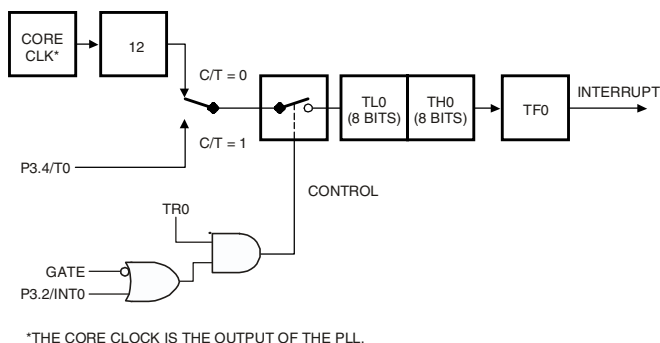 CORE
CLK*
12
C/T = 0
C/T = 1
P3.4/T0
TL0
(8 BITS)
TH0
(8 BITS)
TF0
INTERRUPT
CONTROL
TR0
GATE
P3.2/INT0
*THE CORE CLOCK IS THE OUTPUT OF THE PLL.